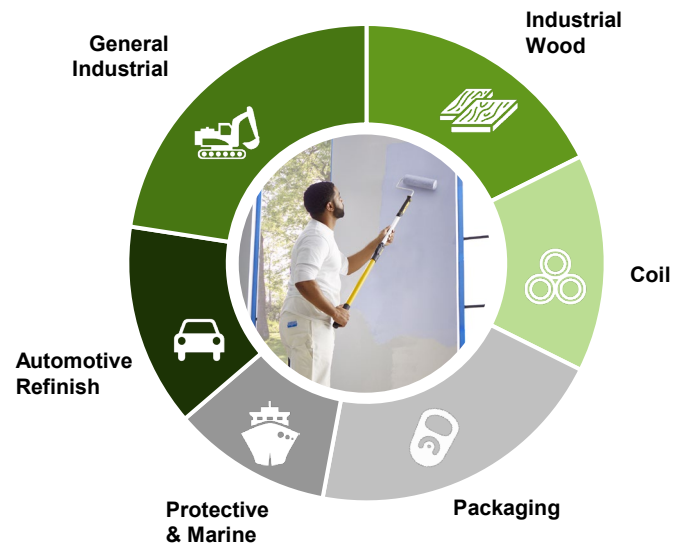 General
Industrial
Industrial
Wood
Coil
Automotive
Refinish
Packaging
Protective
& Marine